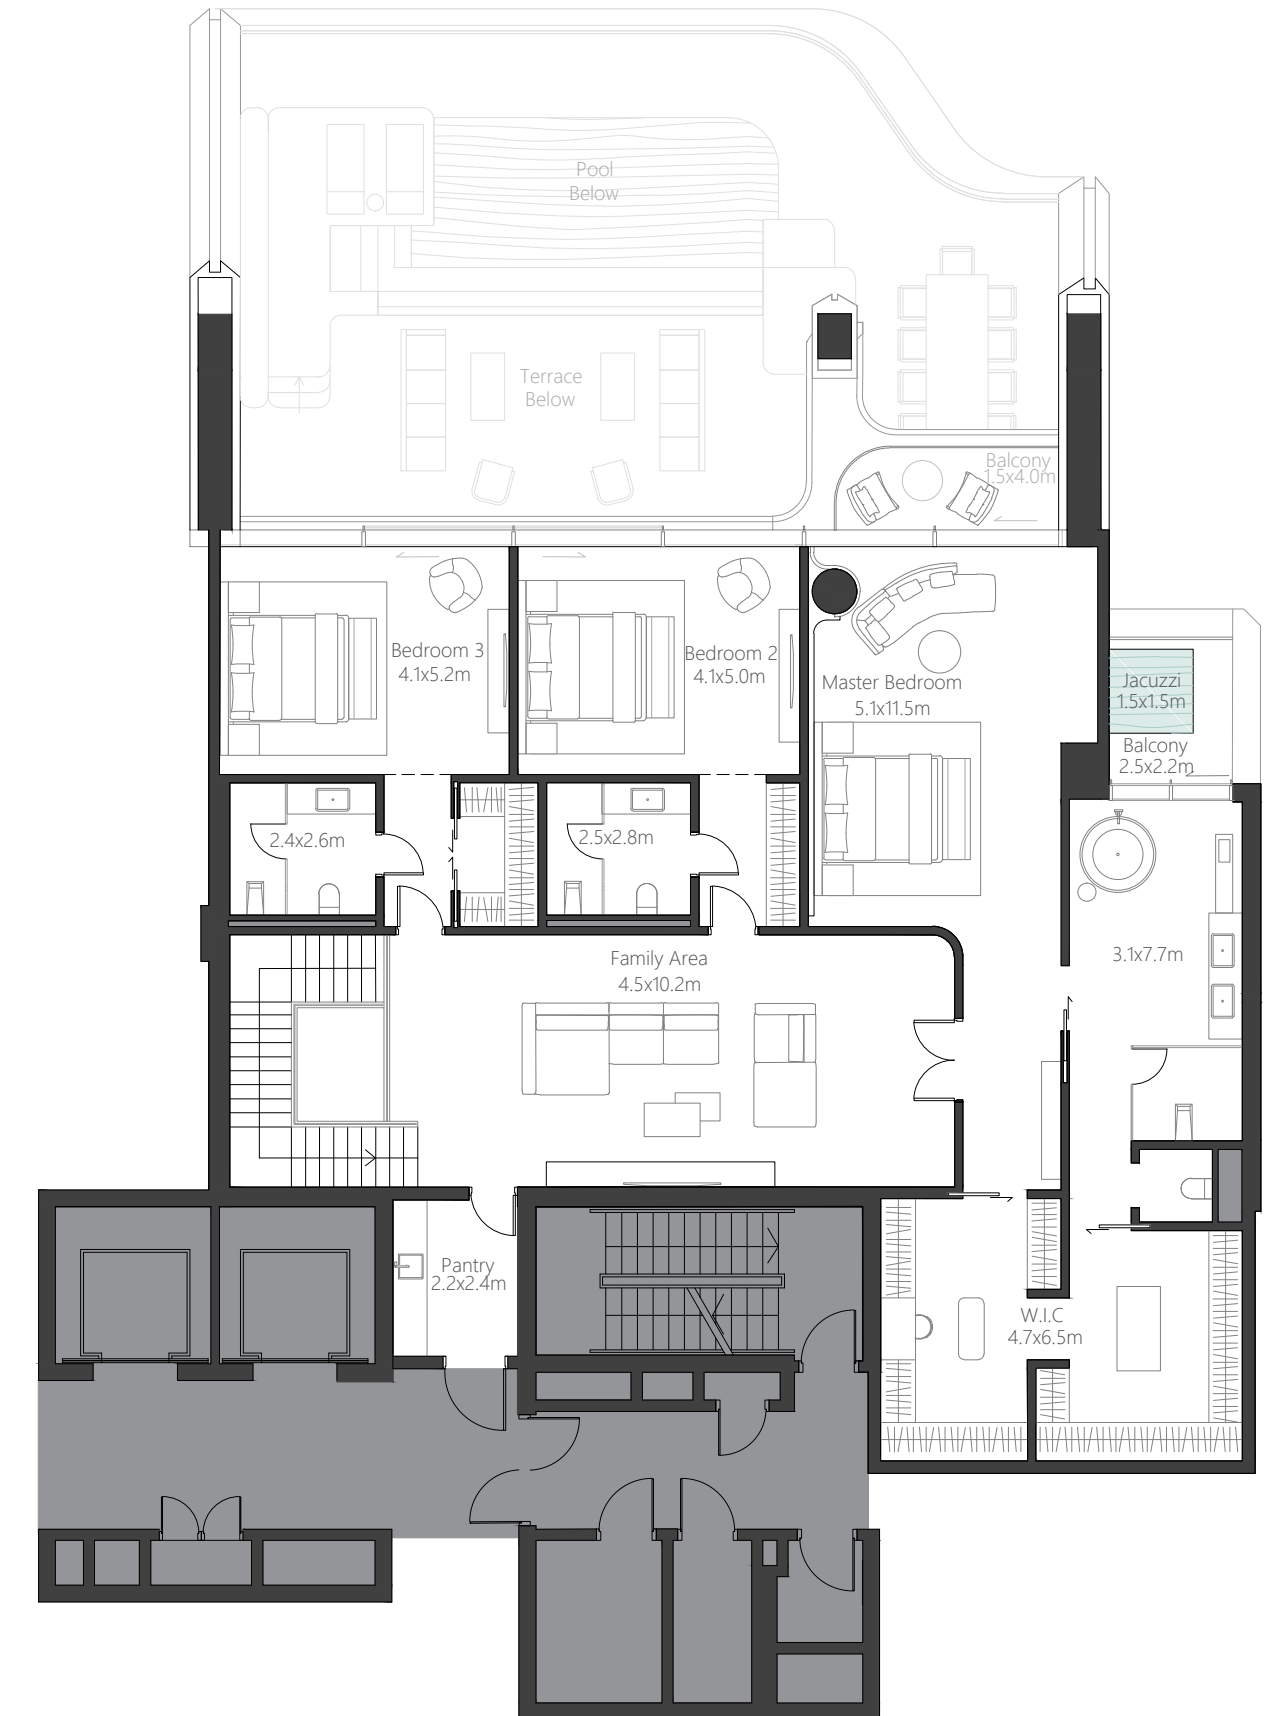 Pool
Below
Terrace
Below
Balcony
1.5x4.0m
Bedroom 3
4.1x5.2m
Bedroom 2
4.1x5.0m
Master Bedroom
5.1x11.5m
Jacuzzi
1.5x1.5m
Balcony
2.5x2.2m
2.4x2.6m
2.5x2.8m
Family Area
4.5x10.2m
3.1x7.7m
Pantry
2.2x2.4m
W.I.C
4.7x6.5m